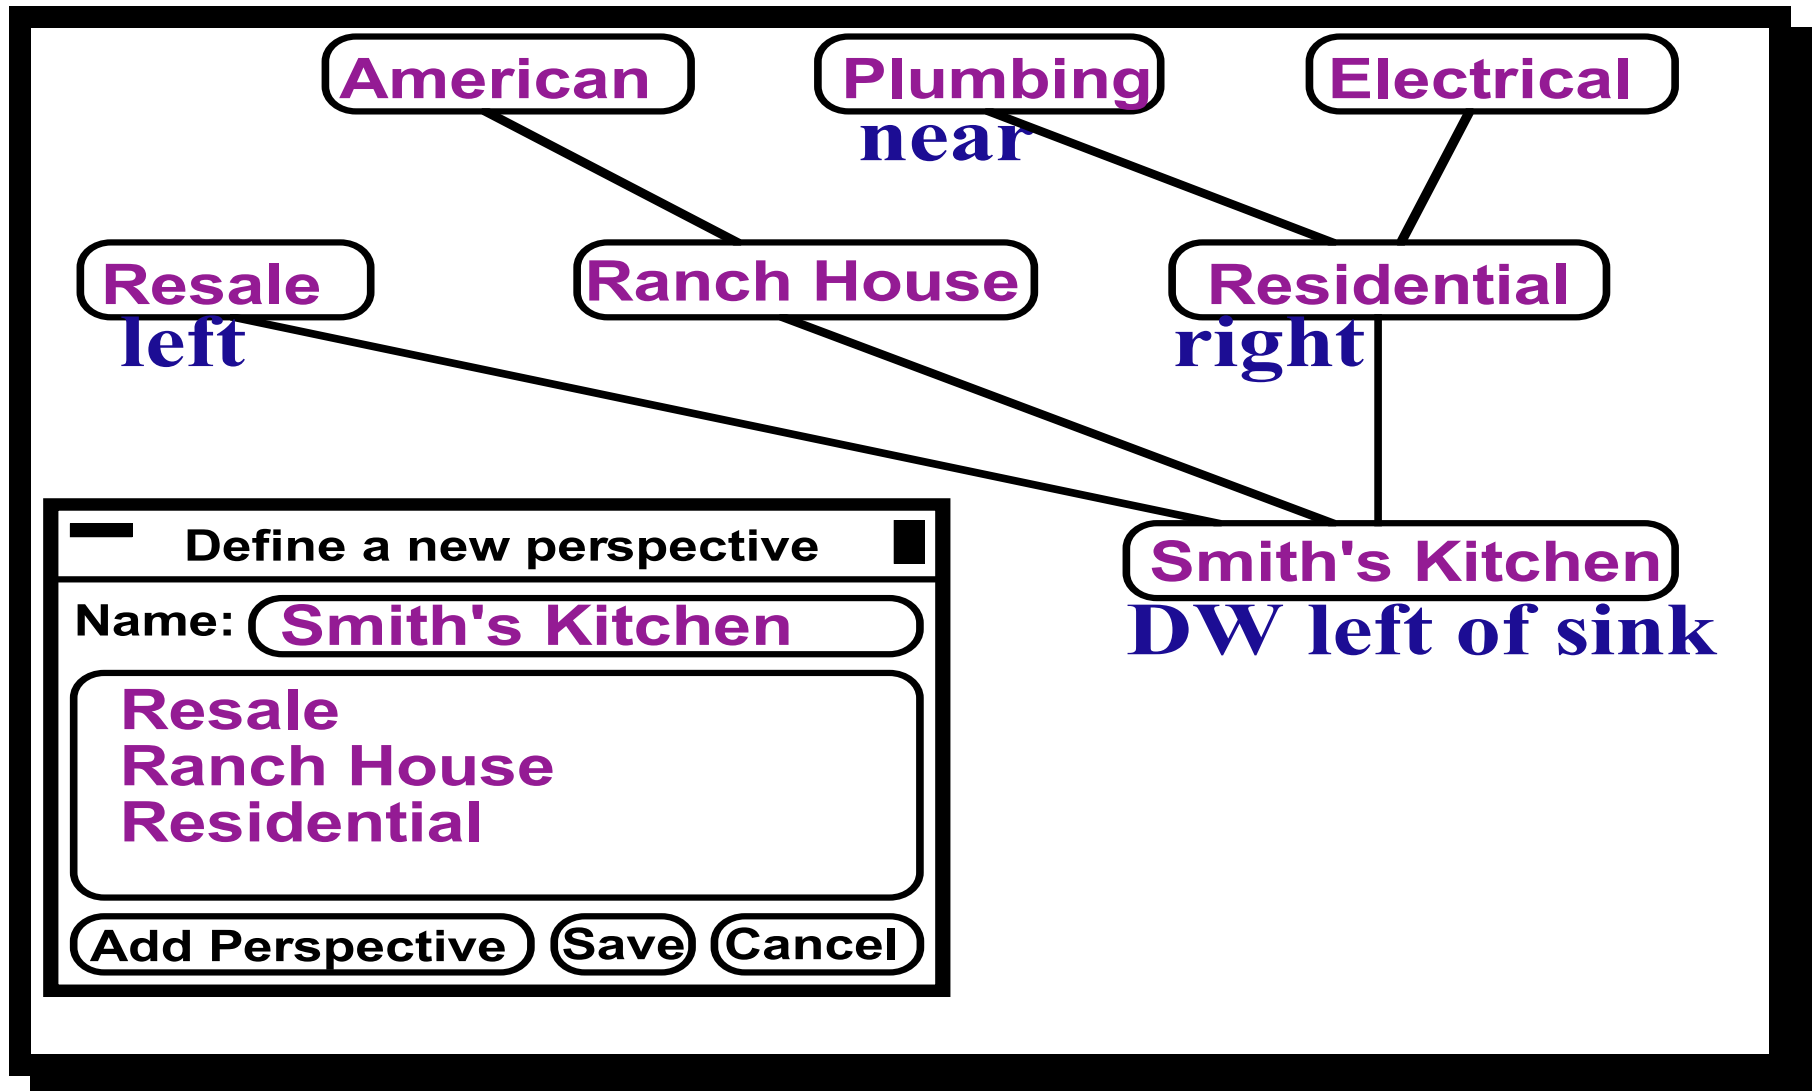 American
Plumbing
Electrical
near
Resale
Ranch House
Residential
left
right
Define a new perspective
Name: Smith's Kitchen
Resale
Ranch House
Residential
Add Perspective Save Cancel
Smith's Kitchen
DW left of sink